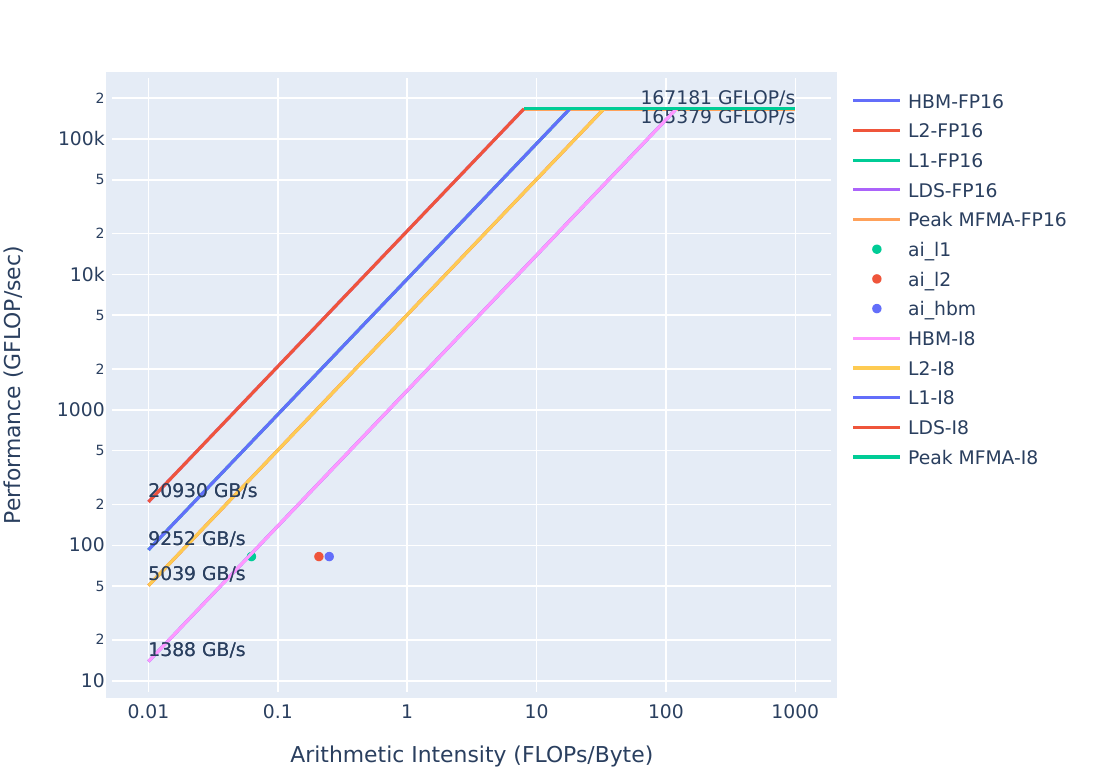 Performance (GFLOP/sec)
2
100k
5
2
10k
5
2
1000
5
2
100
5
2
10
167181 GFLOP/s
165379 GFLOP/s
20930 GB/s
9252 GB/s
5039 GB/s
1388 GB/s
0.01
0.1
1
10
100
1000
Arithmetic Intensity (FLOPs/Byte)
HBM-FP16
L2-FP16
L1-FP16
LDS-FP16
Peak MFMA-FP16
ai_l1
ai_l2
ai_hbm
HBM-I8
L2-I8
L1-I8
LDS-I8
Peak MFMA-I8